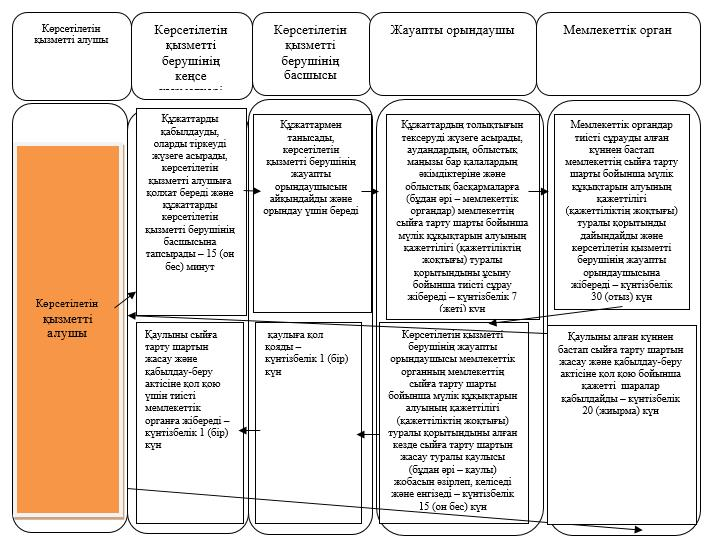 Көрсетілетін
қызметті алушы
Көрсетілетін
қызметті
берушінің
кеңсе
Көрсетілетін
қызметті
берушінің
басшысы
Жауапты орындаушы
Мемлекеттік орган
Көрсетілетін
қызметті
алушы
Құжаттарды
қабылдауды,
оларды тіркеуді
жүзеге асырады,
көрсетілетін
қызметті алушыға
қолхат береді және
құжаттарды
көрсетілетін
қызметті берушінің
басшысына
тапсырады – 15 (он
бес) минут
Құжаттармен
танысады,
көрсетілетін
қызметті берушінің
жауапты
орындаушысын
айқындайды және
орындау үшін береді
Құжаттардың толықтығын
тексеруді жүзеге асырады,
аудандардың, облыстық
маңызы бар қалалардың
әкімдіктеріне және
облыстық басқармаларға
(бұдан әрі – мемлекеттік
органдар) мемлекеттің
сыйға тарту шарты бойынша
мүлік құқықтарын алуының
қажеттілігі (қажеттіліктің
жоқтығы) туралы
қорытындыны ұсыну
бойынша тиісті сұрау
жібереді – күнтізбелік 7
(жеті) күн
Мемлекеттік органдар
тиісті сұрауды алған
күннен бастап
мемлекеттің сыйға тарту
шарты бойынша мүлік
құқықтарын алуының
қажеттілігі
(қажеттіліктің жоқтығы)
туралы қорытынды
дайындайды және
көрсетілетін қызметті
берушінің жауапты
орындаушысына
жібереді – күнтізбелік
30 (отыз) күн
Қаулыны сыйға
тарту шартын
жасау және
қабылдау-беру
актісіне қол қою
үшін тиісті
мемлекеттік
органға жібереді –
күнтізбелік 1 (бір)
күн
қаулыға қол
қояды –
күнтізбелік 1 (бір)
күн
Көрсетілетін қызметті
берушінің жауапты
орындаушысы мемлекеттік
органның мемлекеттің
сыйға тарту шарты
бойынша мүлік құқықтарын
алуының қажеттілігі
(қажеттіліктің жоқтығы)
туралы қорытындыны алған
кезде сыйға тарту шартын
жасау туралы қаулысы
(бұдан әрі – қаулы)
жобасын әзірлеп, келіседі
және енгізеді – күнтізбелік
15 (он бес) күн
Қаулыны алған күннен
бастап сыйға тарту шартын
жасау және қабылдау-беру
актісіне қол қою бойынша
қажетті шаралар
қабылдайды – күнтізбелік
20 (жиырма) күн